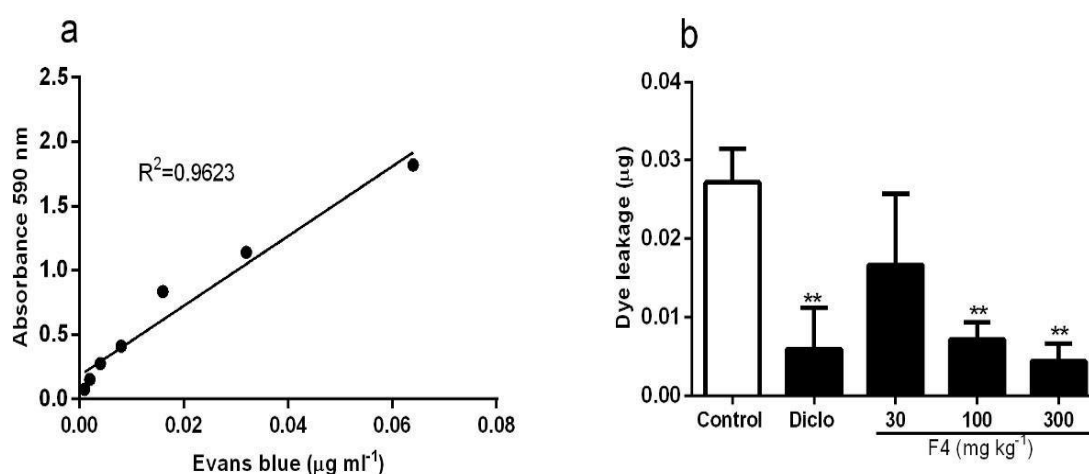 a
Absorbance 590 nm
2.5
2.0
1.5
1.0
0.5
0.0
R²=0.9623
0.00 0.02 0.04 0.06 0.08
Evans blue (μg ml⁻¹)
b
Dye leakage (μg)
0.04
0.03
0.02
0.01
0.00
**
**
**
Control Diclo 30 100 300
F4 (mg kg⁻¹)